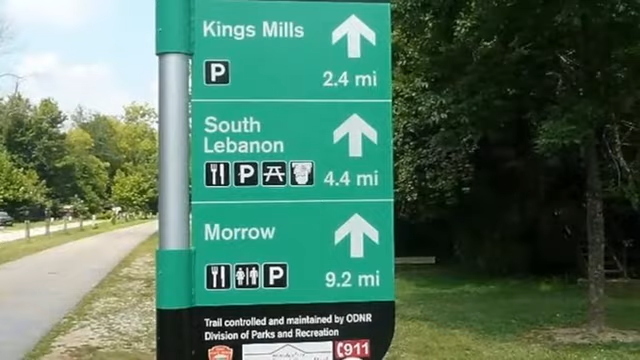 Kings Mills
P
2.4 mi
South
Lebanon
P
4.4 mi
Morrow
P
9.2 mi
Trail controlled and maintained by ODNR
Division of Parks and Recreation
911